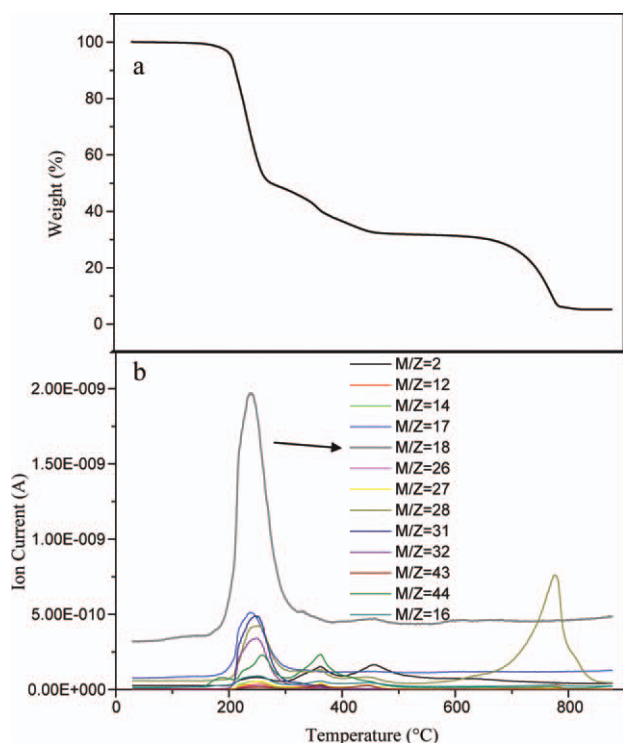 a
100
80
60
40
20
0
Weight (%)
b
2.00E-009
1.50E-009
1.00E-009
5.00E-010
0.00E+000
Ion Current (A)
M/Z=2
M/Z=12
M/Z=14
M/Z=17
M/Z=18
M/Z=26
M/Z=27
M/Z=28
M/Z=31
M/Z=32
M/Z=43
M/Z=44
M/Z=16
0 200 400 600 800
Temperature (°C)